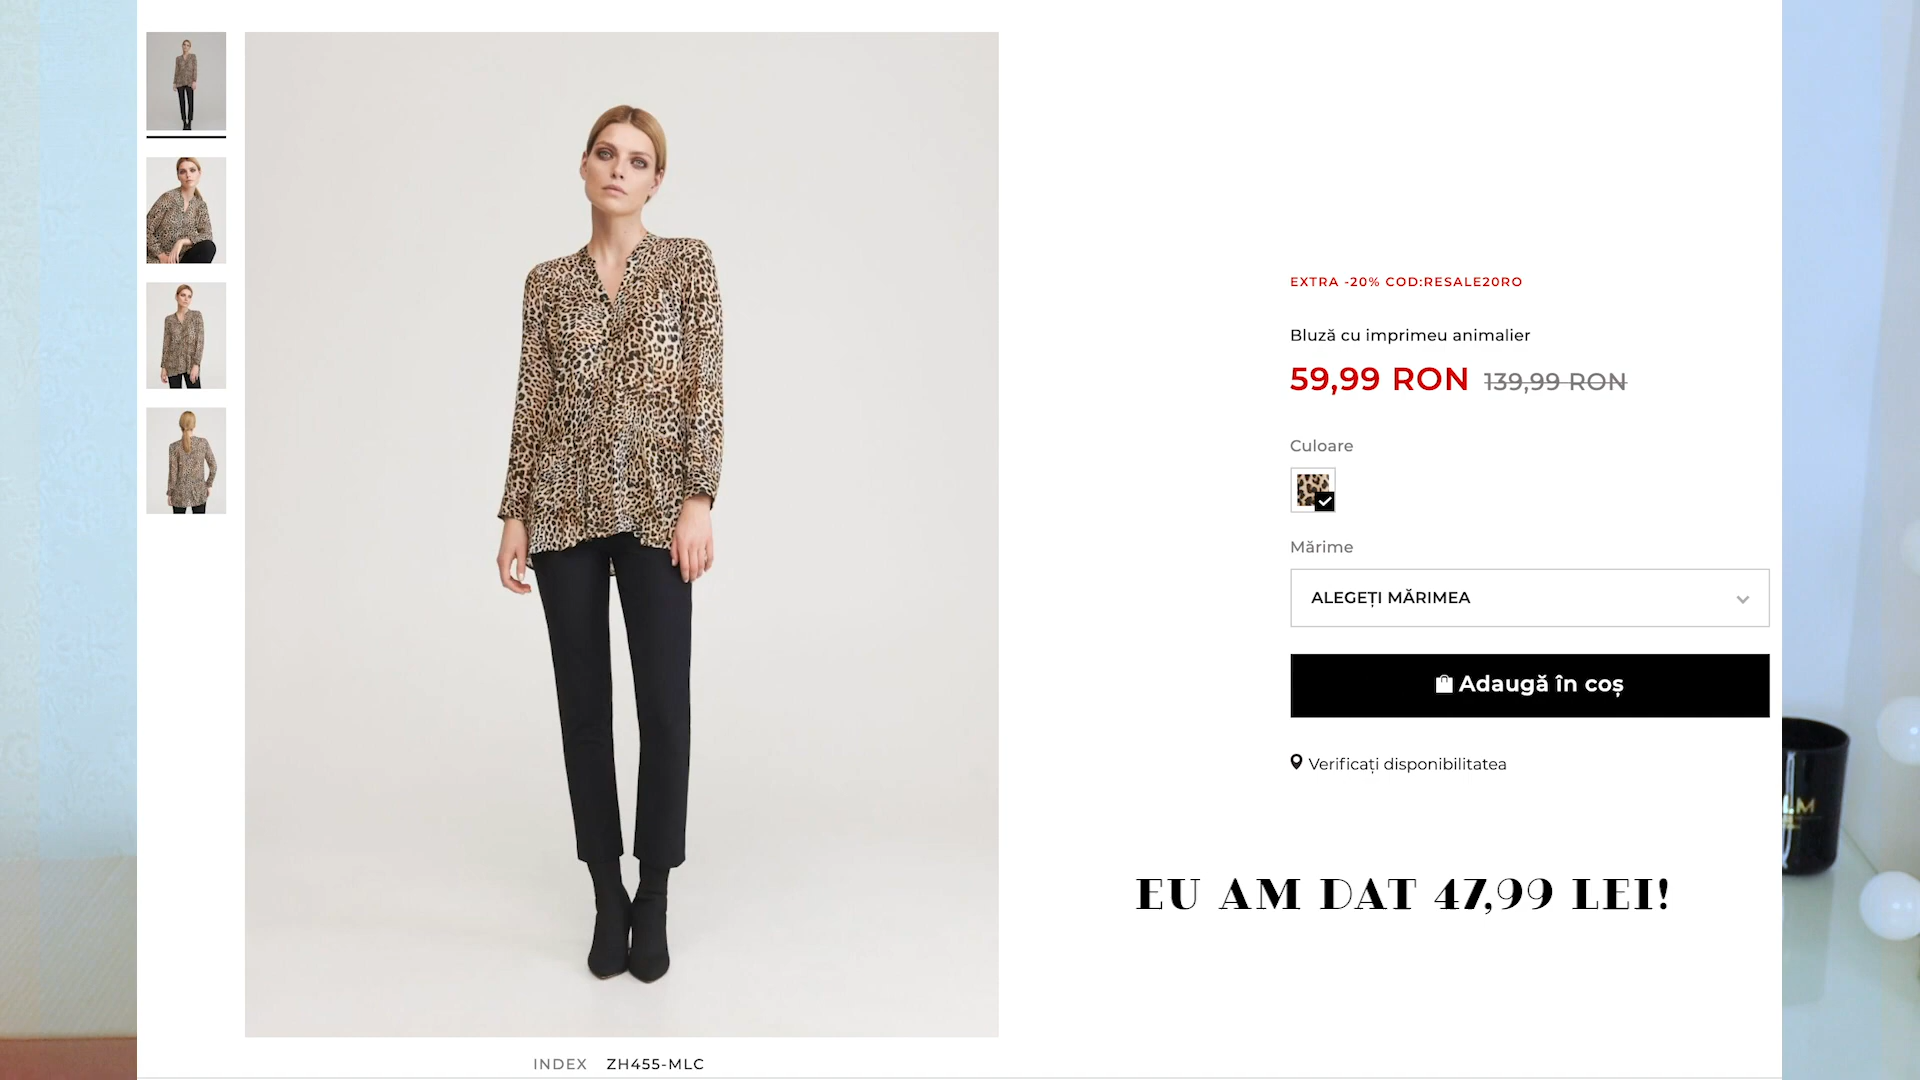 EXTRA -20% COD:RESALE20RO
Bluză cu imprimeu animalier
59,99 RON 139,99 RON
Culoare
Mărime
ALEGEȚI MĂRIMEA
Adaugă în coș
Verificați disponibilitatea
EU AM DAT 47,99 LEI!
INDEX ZH455-MLC